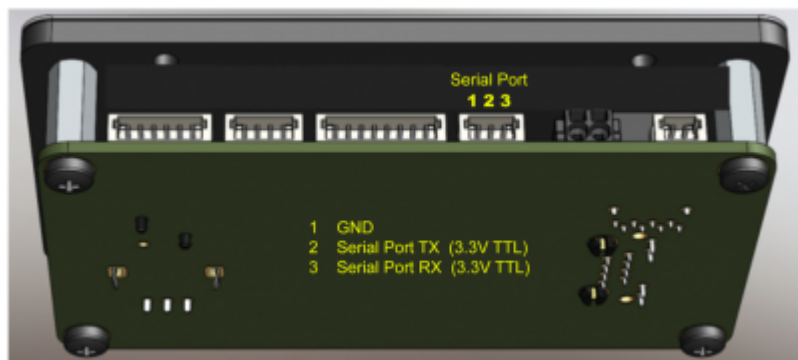 Serial Port
1 2 3
1 GND
2 Serial Port TX (3.3V TTL)
3 Serial Port RX (3.3V TTL)